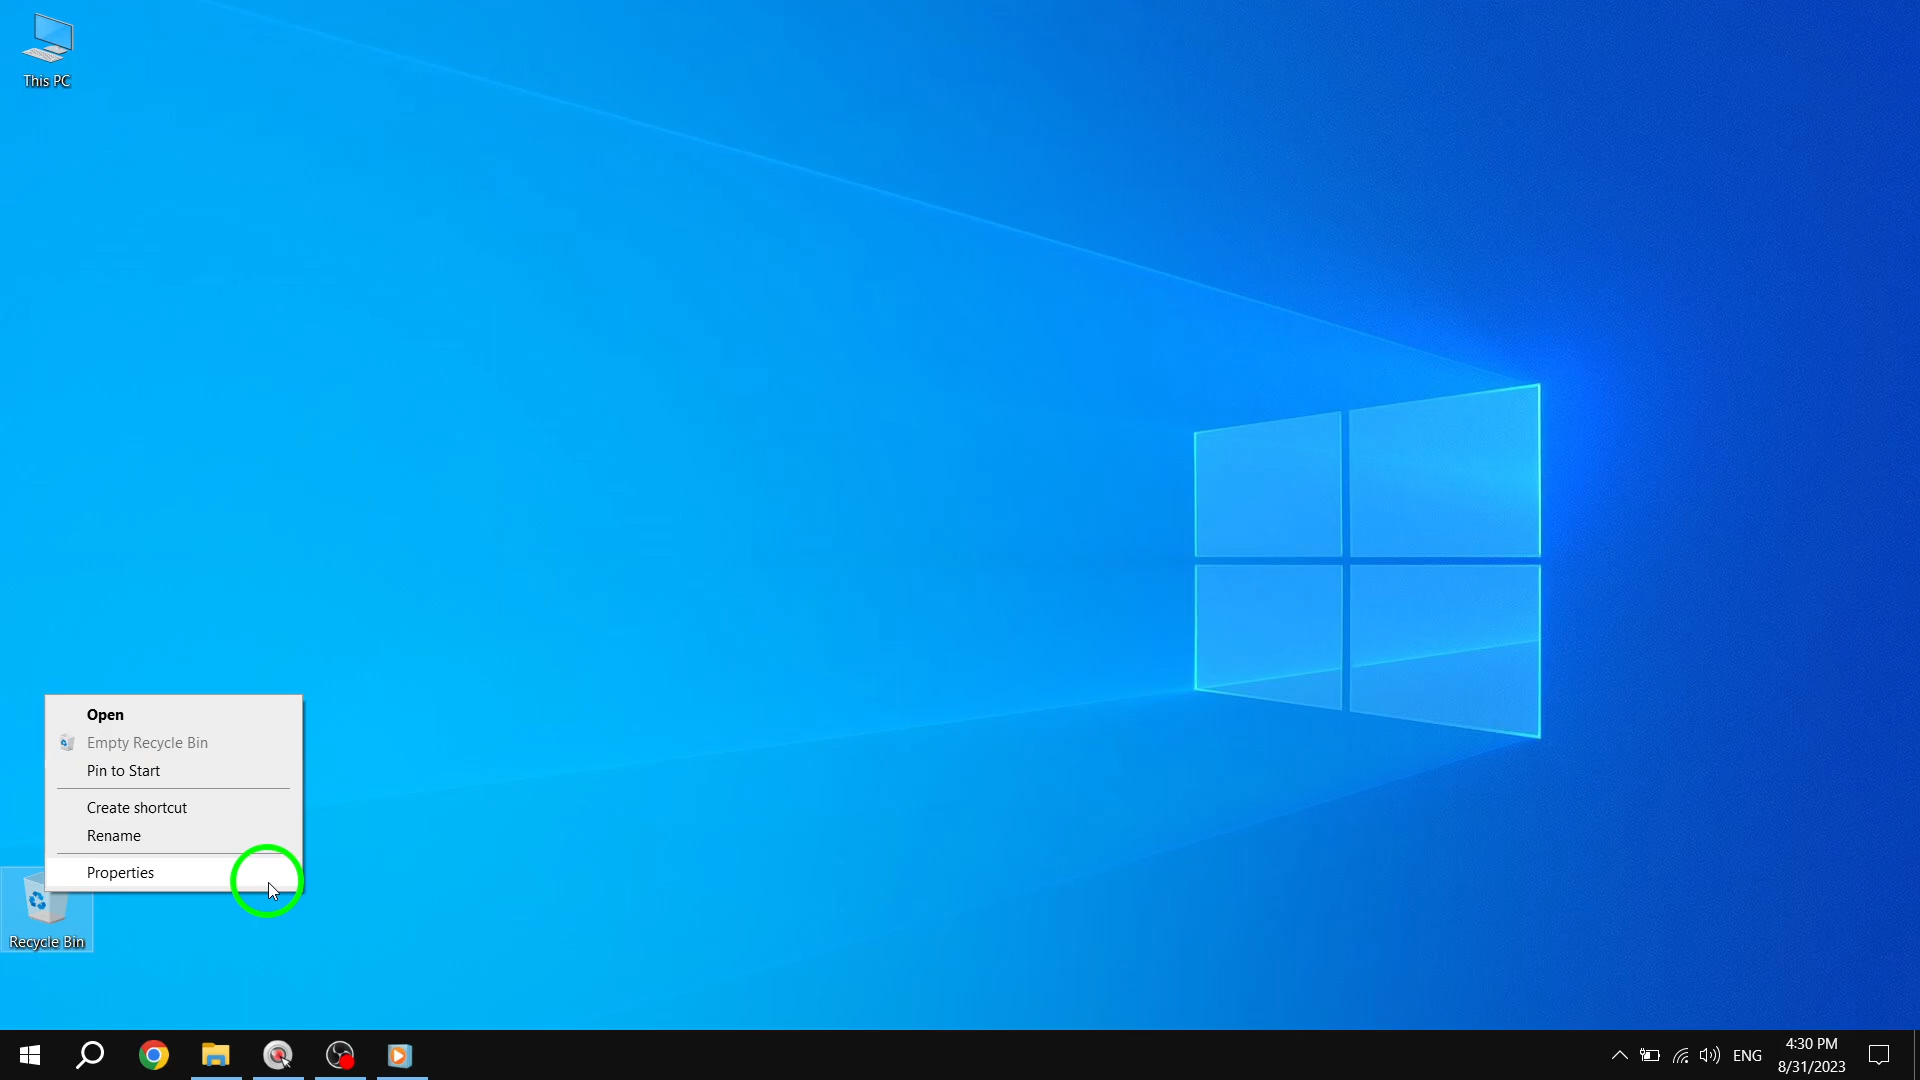 This PC
Open
Empty Recycle Bin
Pin to Start
Create shortcut
Rename
Properties
Recycle Bin
ENG
4:30 PM
8/31/2023